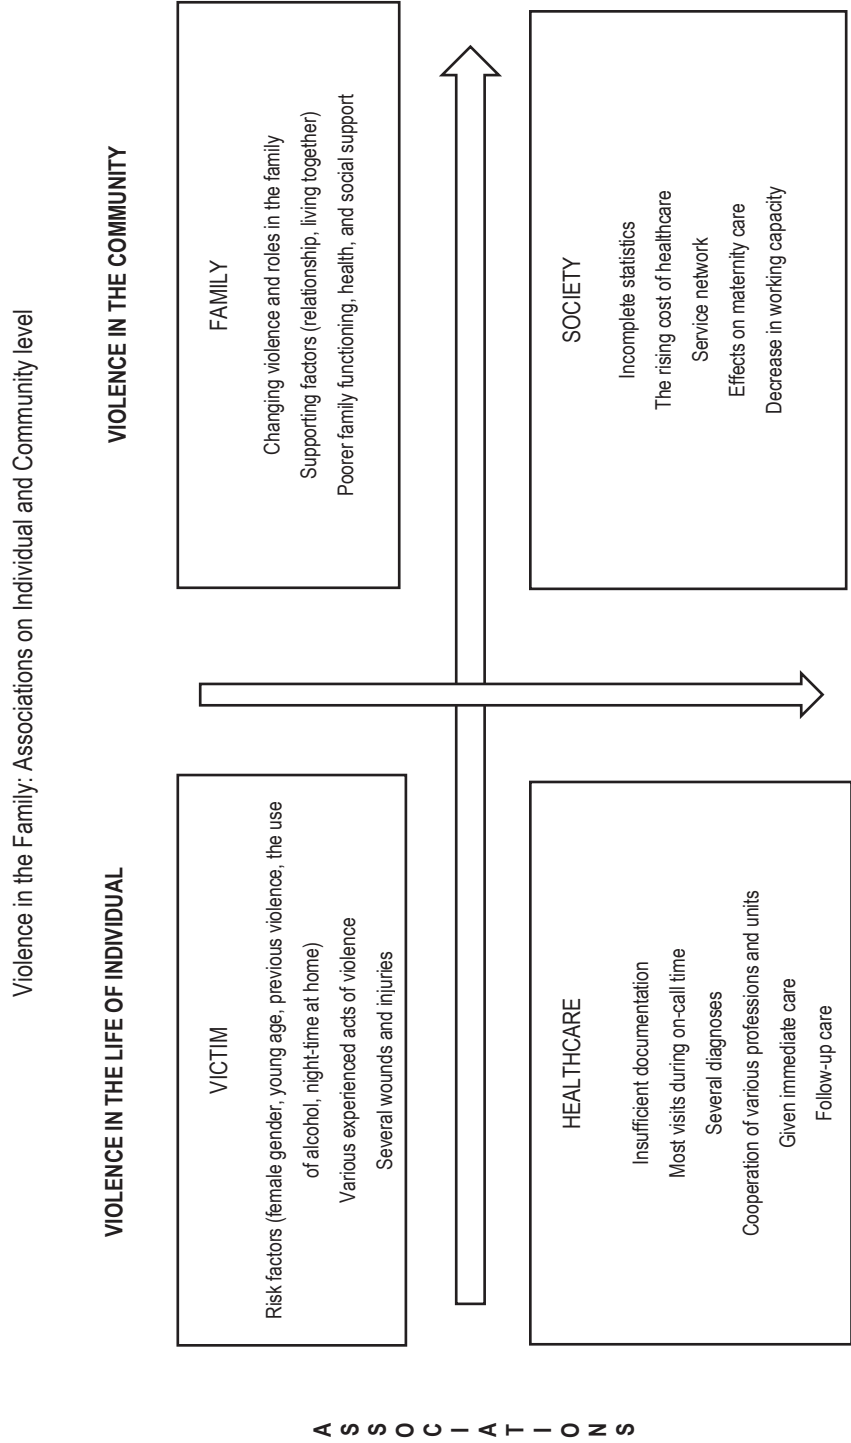 Violence in the Family: Associations on Individual and Community level
VIOLENCE IN THE LIFE OF INDIVIDUAL
VIOLENCE IN THE COMMUNITY
ASSOCIATIONS
VICTIM
Risk factors (female gender, young age, previous violence, the use
of alcohol, night-time at home)
Various experienced acts of violence
Several wounds and injuries
FAMILY
Changing violence and roles in the family
Supporting factors (relationship, living together)
Poorer family functioning, health, and social support
HEALTHCARE
Insufficient documentation
Most visits during on-call time
Several diagnoses
Cooperation of various professions and units
Given immediate care
Follow-up care
SOCIETY
Incomplete statistics
The rising cost of healthcare
Service network
Effects on maternity care
Decrease in working capacity